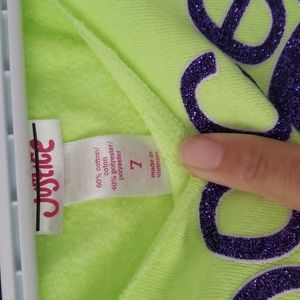 Justice
60% cotton/
coton
40% polyester/
polyester
7
made in
vietnam